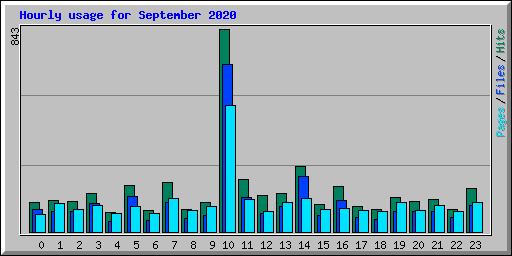 Hourly usage for September 2020
843
Pages/Files/Hits
0 1 2 3 4 5 6 7 8 9 10 11 12 13 14 15 16 17 18 19 20 21 22 23